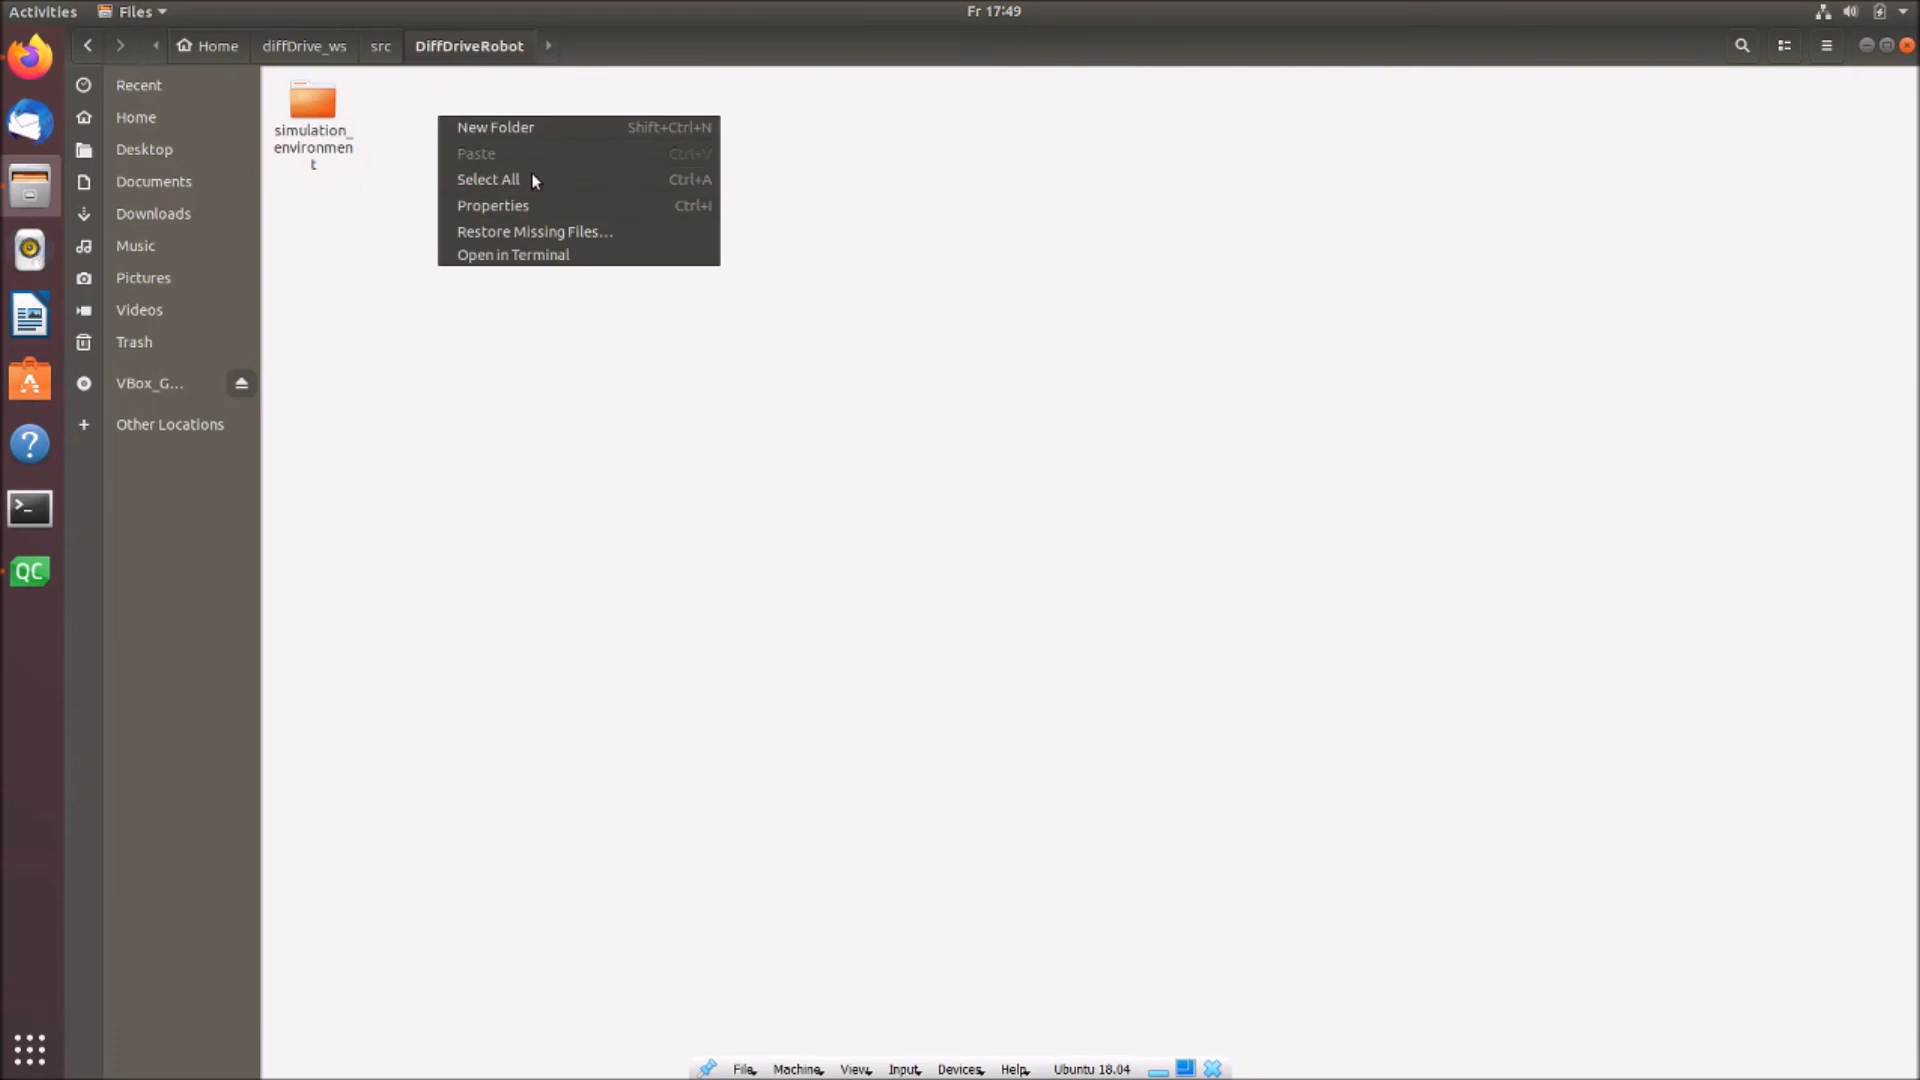 Activities
Files
Fr 17:49
Home
diffDrive_ws
src
DiffDriveRobot
Recent
Home
Desktop
Documents
Downloads
Music
Pictures
Videos
Trash
VBox_G...
Other Locations
simulation_
environmen
t
New Folder Shift+Ctrl+N
Paste Ctrl+V
Select All Ctrl+A
Properties Ctrl+I
Restore Missing Files...
Open in Terminal
QC
File Machine View Input Devices Help Ubuntu 18.04